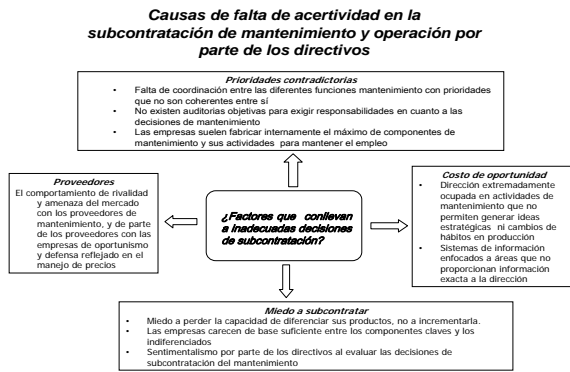 Causas de falta de acertividad en la
subcontratación de mantenimiento y operación por
parte de los directivos
Prioridades contradictorias
• Falta de coordinación entre las diferentes funciones mantenimiento con prioridades
que no son coherentes entre sí
• No existen auditorias objetivas para exigir responsabilidades en cuanto a las
decisiones de mantenimiento
• Las empresas suelen fabricar internamente el máximo de componentes de
mantenimiento y sus actividades para mantener el empleo
Proveedores
El comportamiento de rivalidad
y amenaza del mercado
con los proveedores de
mantenimiento, y de parte
de los proveedores con las
empresas de oportunismo y
defensa reflejado en el
manejo de precios
¿Factores que conllevan
a inadecuadas decisiones
de subcontratación?
Costo de oportunidad
• Dirección extremadamente
ocupada en actividades de
mantenimiento que no
permiten generar ideas
estratégicas ni cambios de
hábitos en producción
• Sistemas de información
enfocados a áreas que no
proporcionan información
exacta a la dirección
Miedo a subcontratar
• Miedo a perder la capacidad de diferenciar sus productos, no a incrementarla.
• Las empresas carecen de base suficiente entre los componentes claves y los
indiferenciados
• Sentimentalismo por parte de los directivos al evaluar las decisiones de
subcontratación del mantenimiento